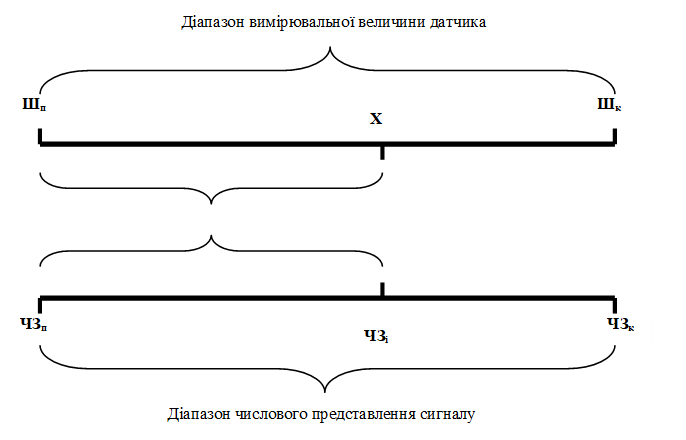 Діапазон вимірювальної величини датчика
Шп Шк
X
ЧЗп ЧЗі ЧЗк
Діапазон числового представлення сигналу